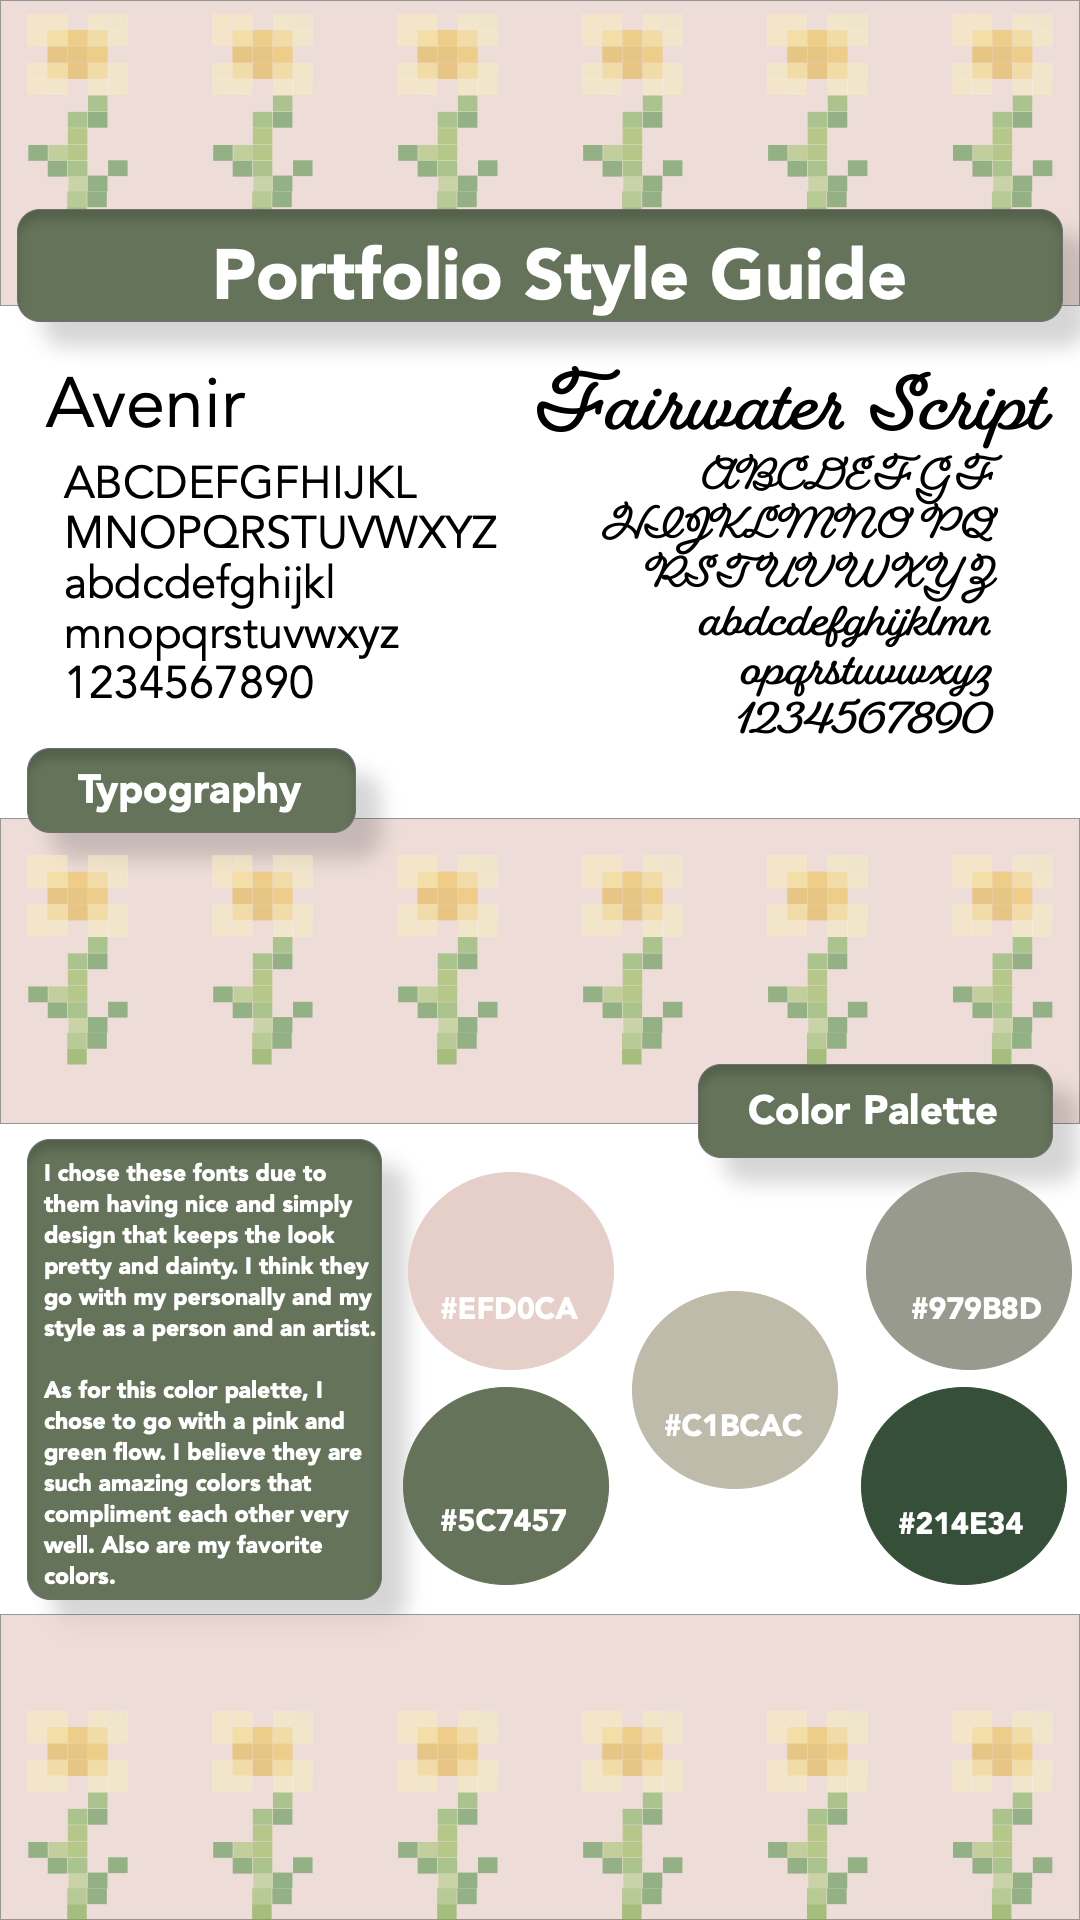 Portfolio Style Guide
Avenir
ABCDEFGFHIJKL
MNOPQRSTUVWXYZ
abdcdefghijkl
mnopqrstuvwxyz
1234567890
Fairwater Script
ABCDEFGF
HIJKLMNOPQ
RSTUVWXYZ
abdcdefghijklmn
opqrstuvwxyz
1234567890
Typography
Color Palette
I chose these fonts due to
them having nice and simply
design that keeps the look
pretty and dainty. I think they
go with my personally and my
style as a person and an artist.
As for this color palette, I
chose to go with a pink and
green flow. I believe they are
such amazing colors that
compliment each other very
well. Also are my favorite
colors.
#EFD0CA
#979B8D
#C1BCAC
#5C7457
#214E34